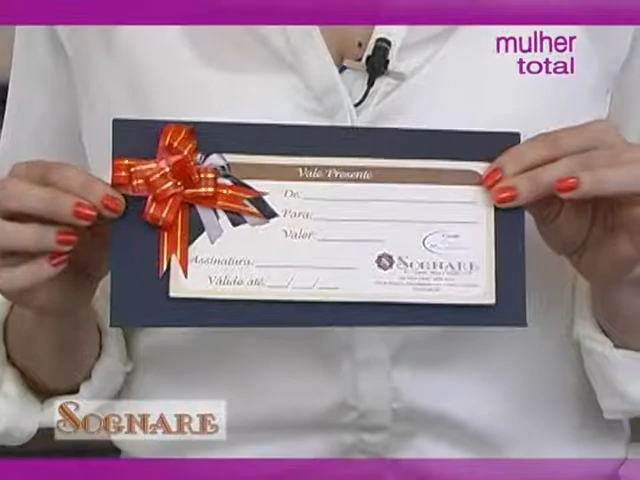 mulher
total
Vale Presente
De:
Para:
Valor:
Assinatura:
SOGNARE
Válido até: / /
SOGNARE